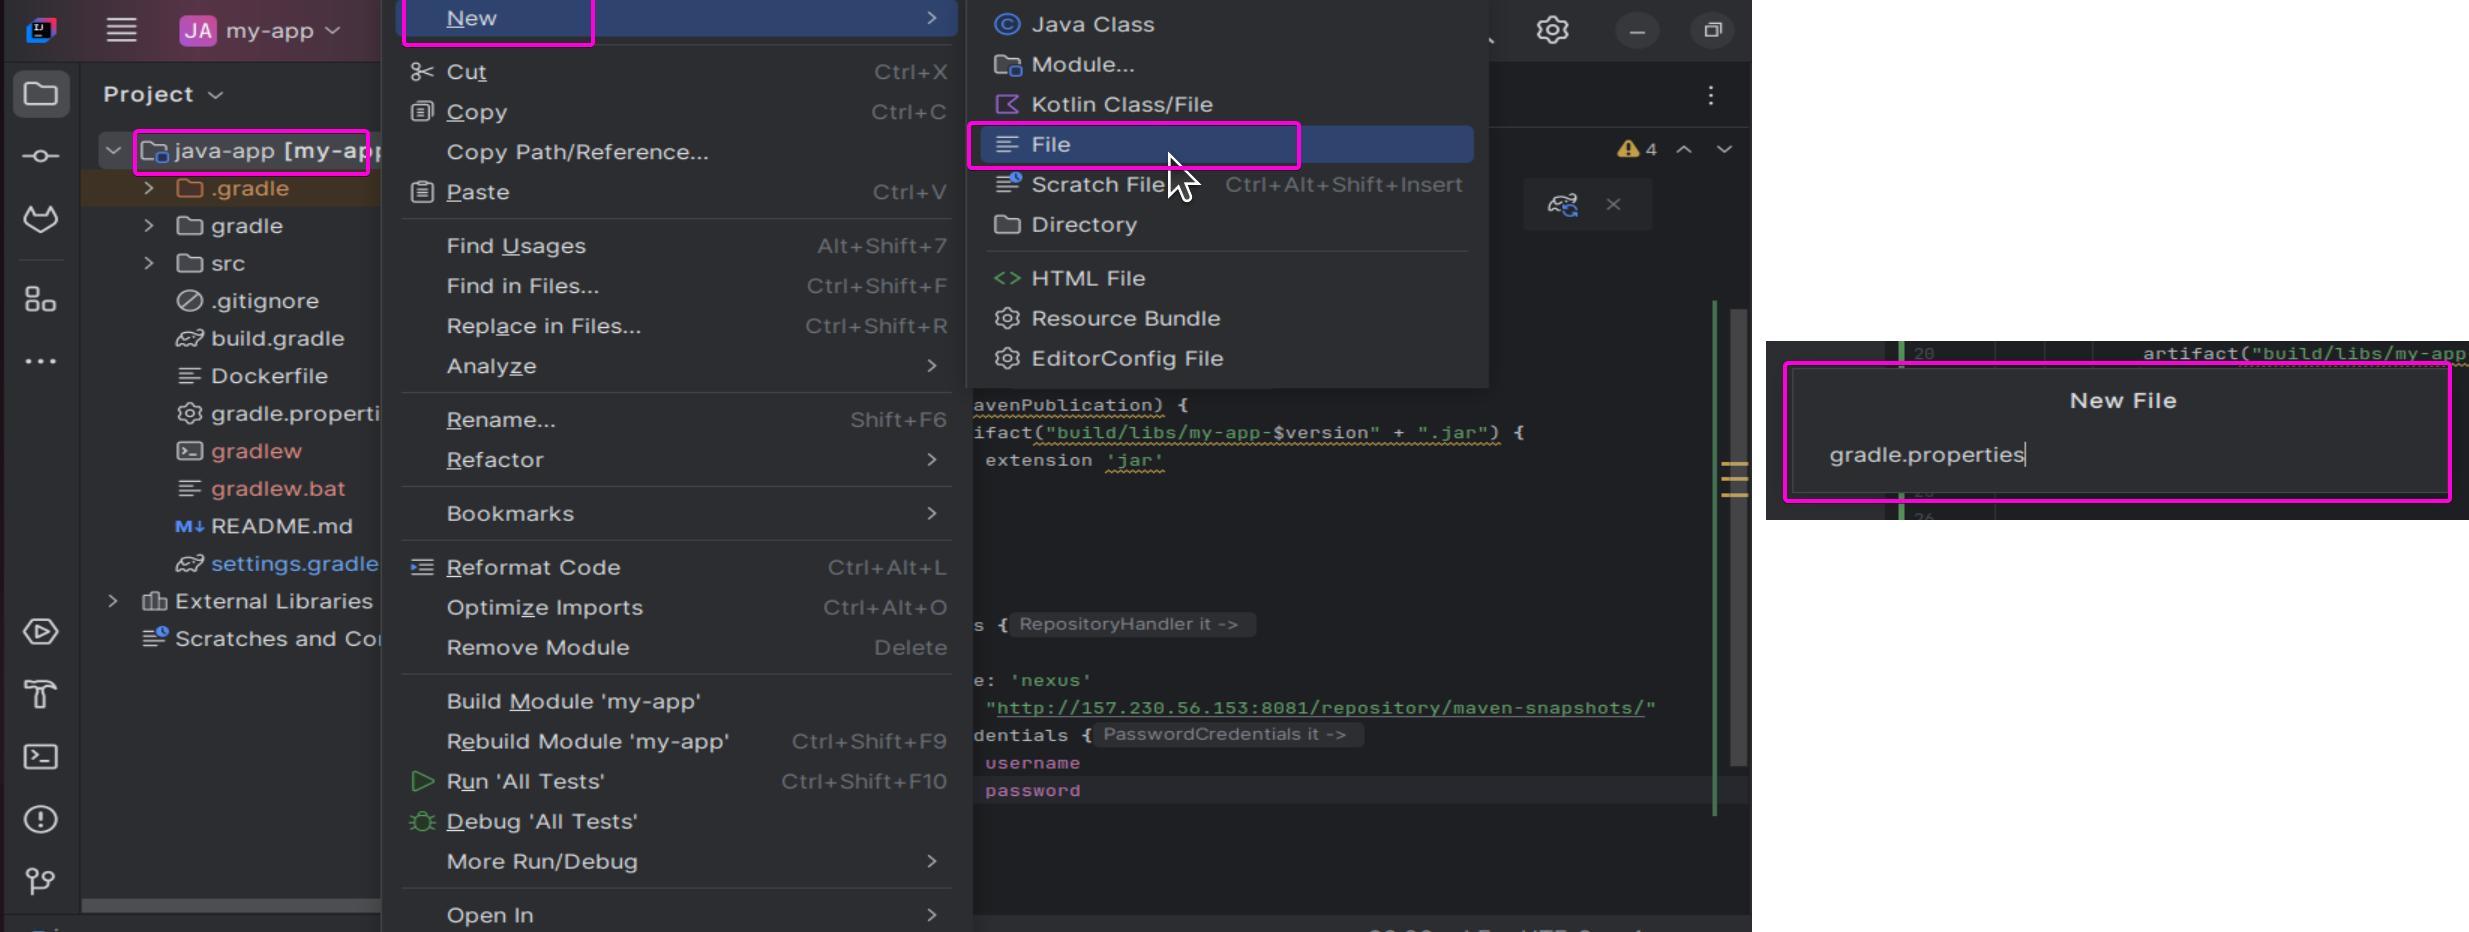 JA my-app
Project
java-app [my-app
.gradle
gradle
src
.gitignore
build.gradle
Dockerfile
gradle.properti
gradlew
gradlew.bat
M↓ README.md
settings.gradle
External Libraries
Scratches and Co
New
Cut Ctrl+X
Copy Ctrl+C
Copy Path/Reference...
Paste Ctrl+V
Find Usages Alt+Shift+7
Find in Files... Ctrl+Shift+F
Replace in Files... Ctrl+Shift+R
Analyze
Rename... Shift+F6
Refactor
Bookmarks
Reformat Code Ctrl+Alt+L
Optimize Imports Ctrl+Alt+O
Remove Module Delete
Build Module 'my-app'
Rebuild Module 'my-app' Ctrl+Shift+F9
Run 'All Tests' Ctrl+Shift+F10
Debug 'All Tests'
More Run/Debug
Open In
Java Class
Module...
Kotlin Class/File
File
Scratch File Ctrl+Alt+Shift+Insert
Directory
HTML File
Resource Bundle
EditorConfig File
4
avenPublication) {
ifact("build/libs/my-app-$version" + ".jar") {
extension 'jar'
s { RepositoryHandler it ->
e: 'nexus'
"http://157.230.56.153:8081/repository/maven-snapshots/"
dentials { PasswordCredentials it ->
username
password
20 artifact("build/libs/my-app
New File
gradle.properties
26